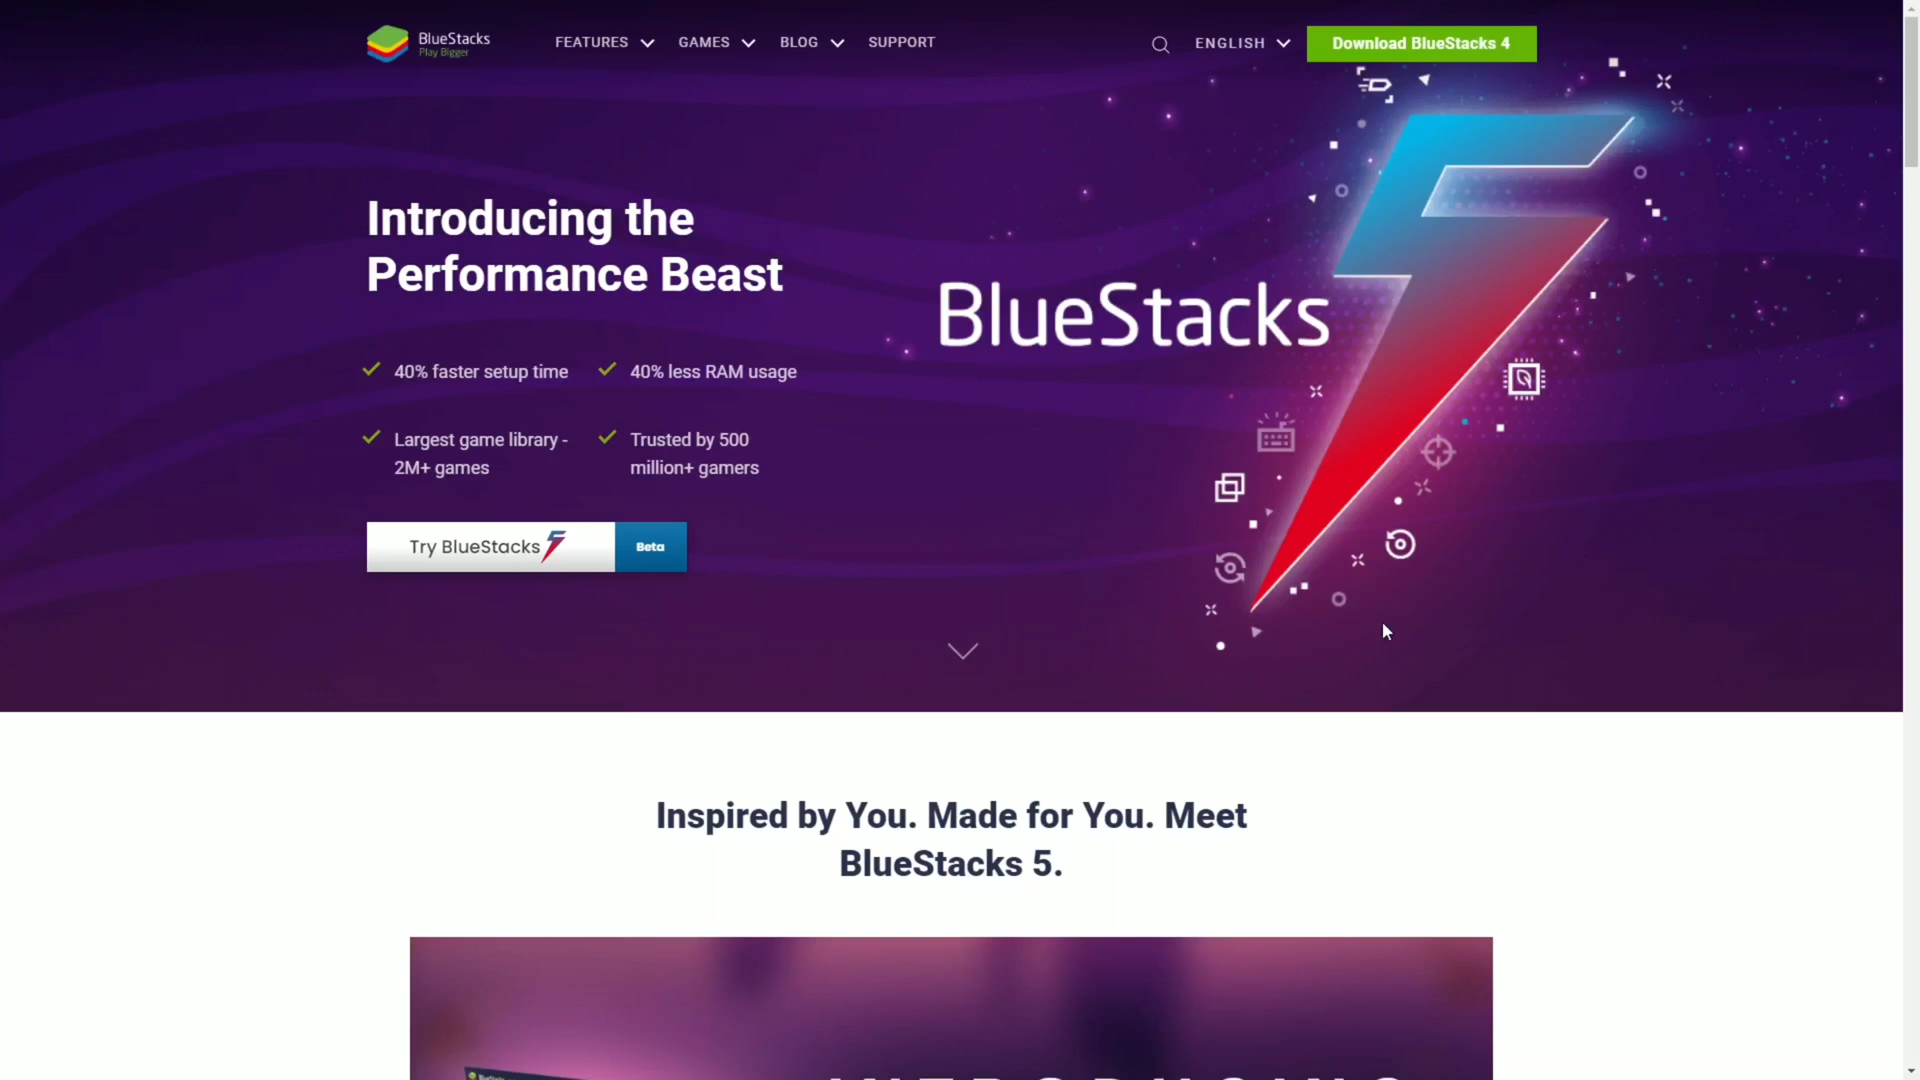 BlueStacks
Play Bigger
FEATURES
GAMES
BLOG
SUPPORT
ENGLISH
Download BlueStacks 4
Introducing the
Performance Beast
40% faster setup time
40% less RAM usage
Largest game library -
2M+ games
Trusted by 500
million+ gamers
Try BlueStacks 5
Beta
BlueStacks 5
Inspired by You. Made for You. Meet
BlueStacks 5.